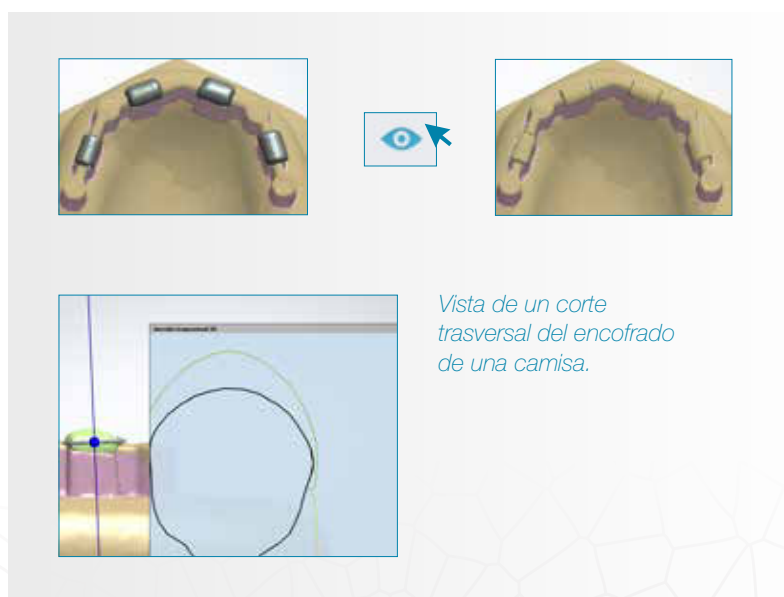 Vista de un corte
trasversal del encofrado
de una camisa.